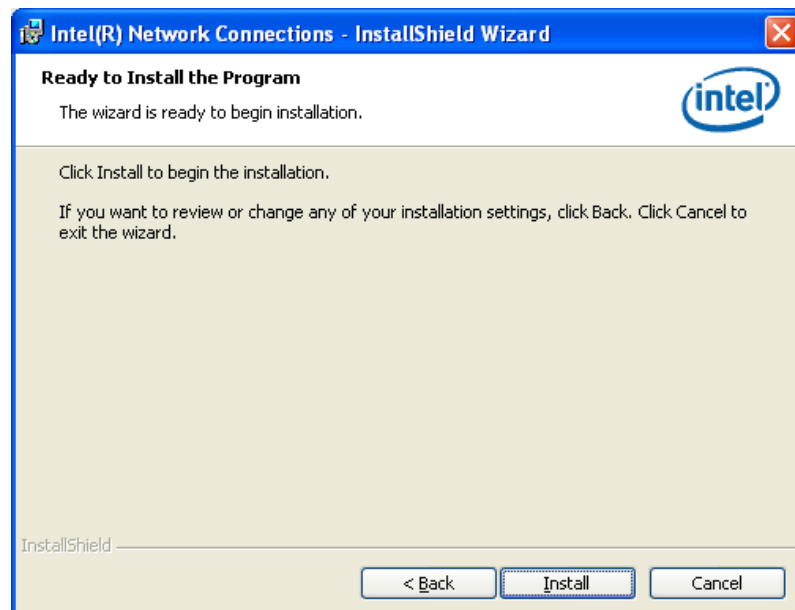 Intel(R) Network Connections - InstallShield Wizard
Ready to Install the Program
The wizard is ready to begin installation.
intel
Click Install to begin the installation.
If you want to review or change any of your installation settings, click Back. Click Cancel to
exit the wizard.
InstallShield
< Back
Install
Cancel